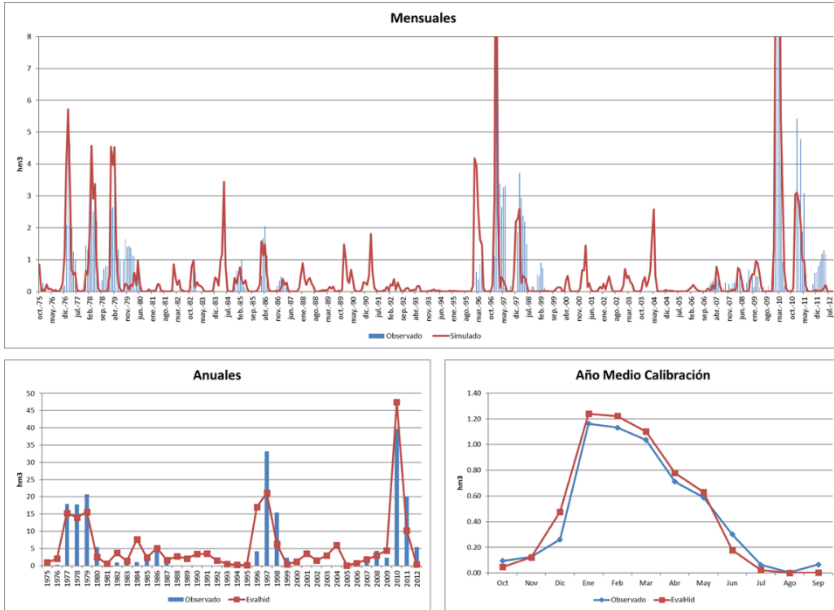 Mensuales
8
7
6
5
4
3
2
1
0
hm3
oct.-75 may.-76 dic.-76 jul.-77 feb.-78 sep.-78 abr.-79 nov.-79 jun.-80 ene.-81 ago.-81 mar.-82 oct.-82 may.-83 dic.-83 jul.-84 feb.-85 sep.-85 abr.-86 nov.-86 jun.-87 ene.-88 ago.-88 mar.-89 oct.-89 may.-90 dic.-90 jul.-91 feb.-92 sep.-92 abr.-93 nov.-93 jun.-94 ene.-95 ago.-95 mar.-96 oct.-96 may.-97 dic.-97 jul.-98 feb.-99 sep.-99 abr.-00 nov.-00 jun.-01 ene.-02 ago.-02 mar.-03 oct.-03 may.-04 dic.-04 jul.-05 feb.-06 sep.-06 abr.-07 nov.-07 jun.-08 ene.-09 ago.-09 mar.-10 oct.-10 may.-11 dic.-11 jul.-12
Observado Simulado
Anuales
50
45
40
35
30
25
20
15
10
5
0
hm3
1975 1976 1977 1978 1979 1980 1981 1982 1983 1984 1985 1986 1987 1988 1989 1990 1991 1992 1993 1994 1995 1996 1997 1998 1999 2000 2001 2002 2003 2004 2005 2006 2007 2008 2009 2010 2011 2012
Observado Evalhid
Año Medio Calibración
1.40
1.20
1.00
0.80
0.60
0.40
0.20
0.00
hm3
Oct Nov Dic Ene Feb Mar Abr May Jun Jul Ago Sep
Observado EvalHid